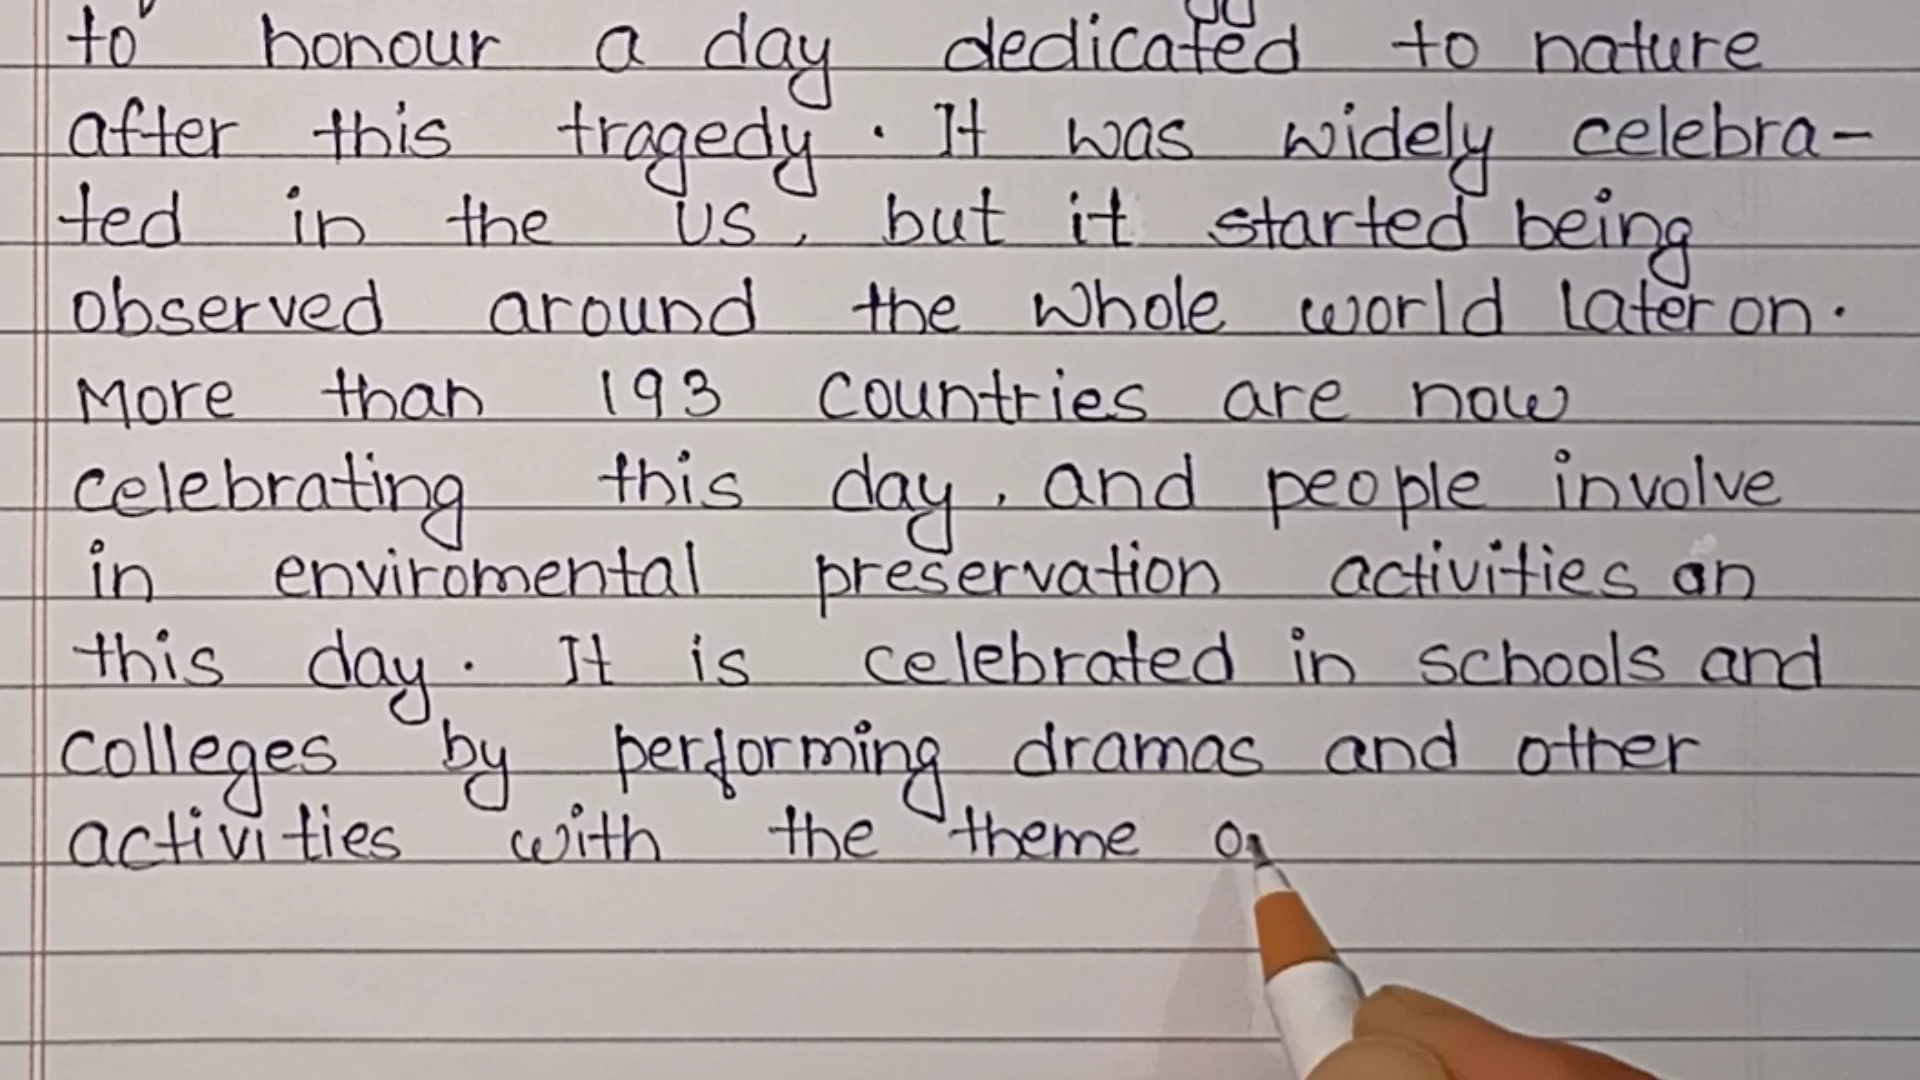 to honour a day dedicated to nature
after this tragedy. It was widely celebra-
ted in the US, but it started being
observed around the whole world later on.
More than 193 countries are now
celebrating this day, and people involve
in enviromental preservation activities on
this day. It is celebrated in schools and
colleges by performing dramas and other
activities with the theme